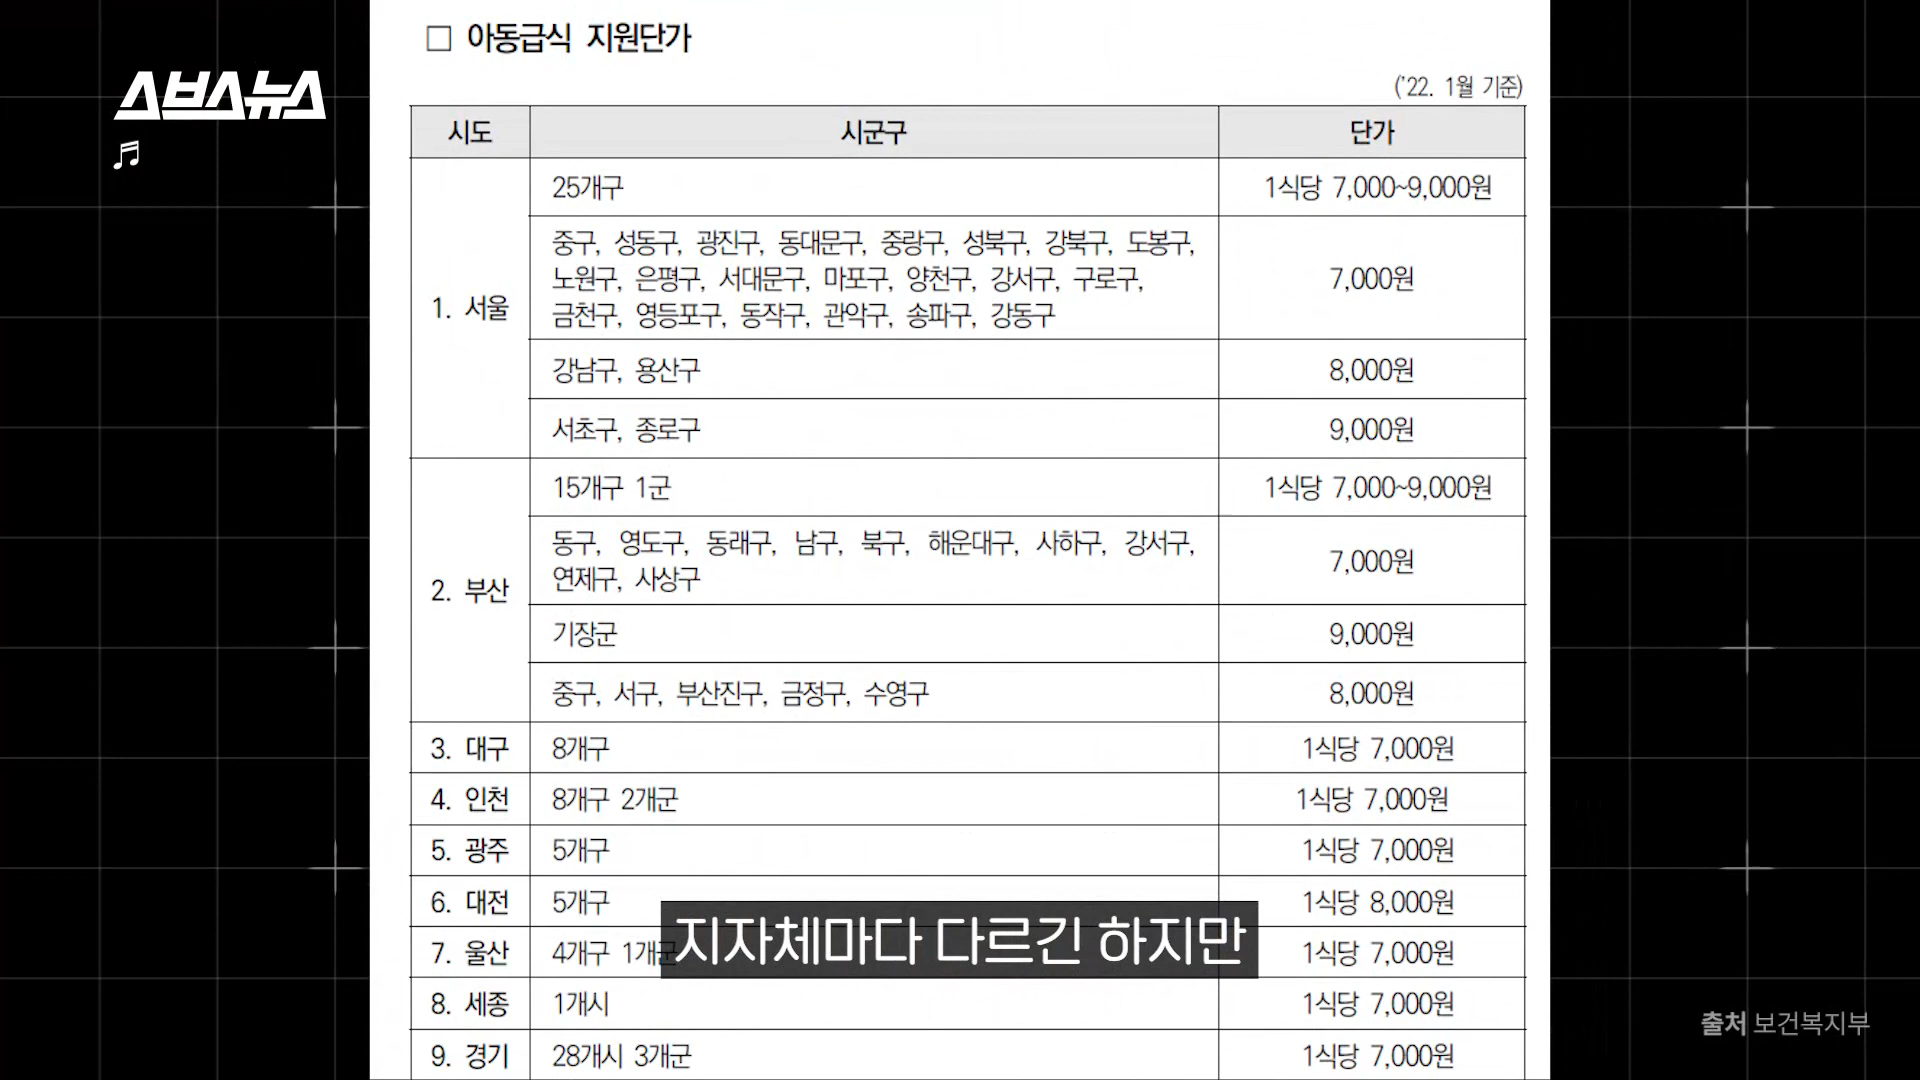 스브스뉴스
□ 아동급식 지원단가
('22. 1월 기준)
시도 시군구 단가
1. 서울
25개구 1식당 7,000~9,000원
중구, 성동구, 광진구, 동대문구, 중랑구, 성북구, 강북구, 도봉구,
노원구, 은평구, 서대문구, 마포구, 양천구, 강서구, 구로구,
금천구, 영등포구, 동작구, 관악구, 송파구, 강동구
7,000원
강남구, 용산구 8,000원
서초구, 종로구 9,000원
2. 부산
15개구 1군 1식당 7,000~9,000원
동구, 영도구, 동래구, 남구, 북구, 해운대구, 사하구, 강서구,
연제구, 사상구
7,000원
기장군 9,000원
중구, 서구, 부산진구, 금정구, 수영구 8,000원
3. 대구 8개구 1식당 7,000원
4. 인천 8개구 2개군 1식당 7,000원
5. 광주 5개구 1식당 7,000원
6. 대전 5개구 1식당 8,000원
7. 울산 4개구 1개군 1식당 7,000원
지자체마다 다르긴 하지만
8. 세종 1개시 1식당 7,000원
9. 경기 28개시 3개군 1식당 7,000원
출처 보건복지부